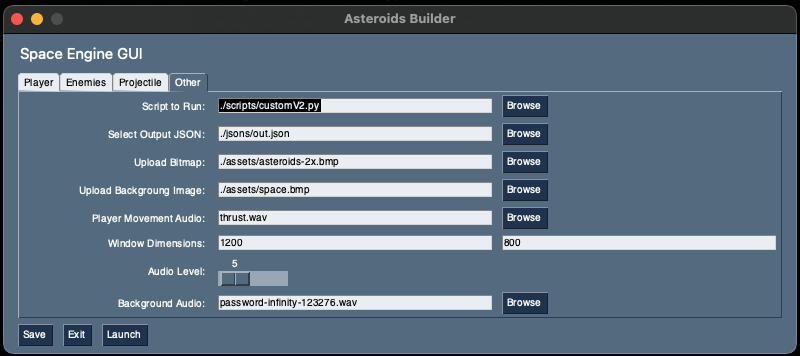 Asteroids Builder
Space Engine GUI
Player Enemies Projectile Other
Script to Run: ./scripts/customV2.py Browse
Select Output JSON: ./jsons/out.json Browse
Upload Bitmap: ./assets/asteroids-2x.bmp Browse
Upload Backgroung Image: ./assets/space.bmp Browse
Player Movement Audio: thrust.wav Browse
Window Dimensions: 1200 800
5
Audio Level:
Background Audio: password-infinity-123276.wav Browse
Save Exit Launch